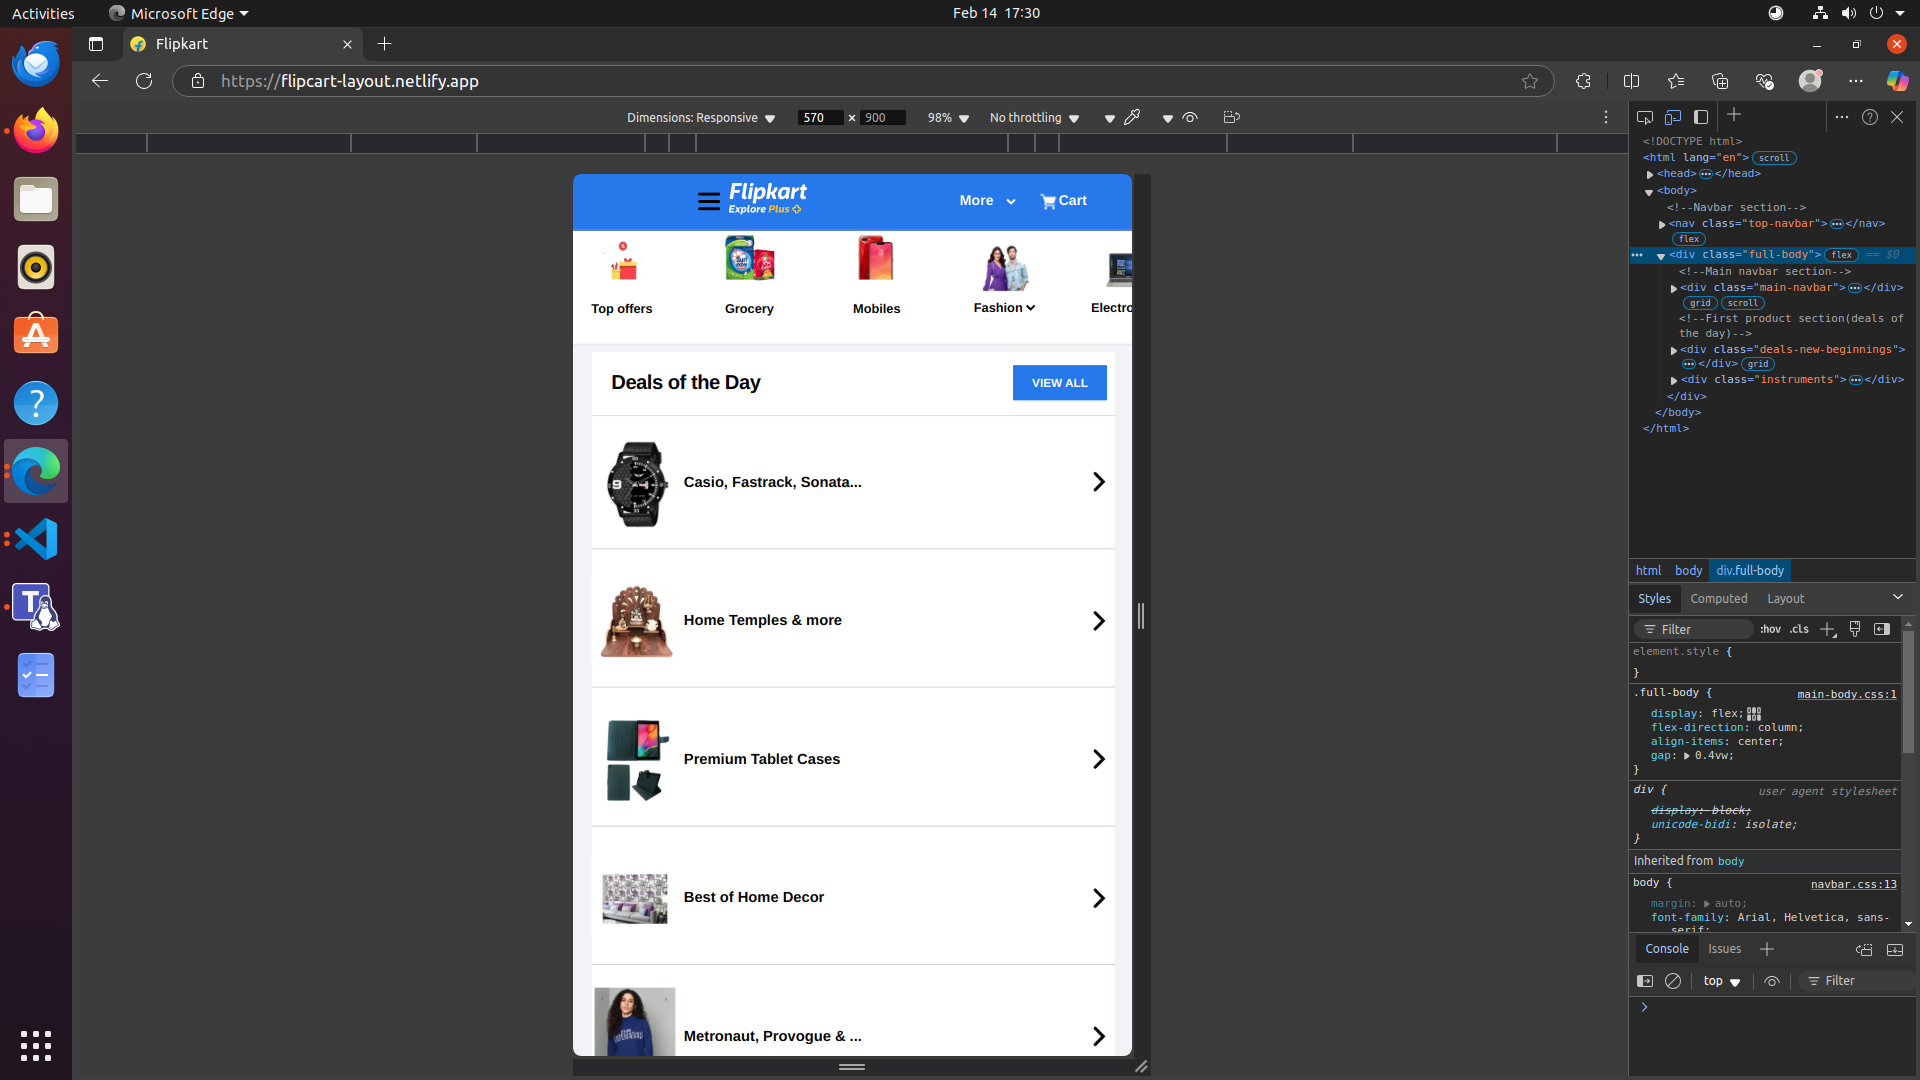 Activities
Microsoft Edge
Feb 14 17:30
Flipkart
https://flipcart-layout.netlify.app
Dimensions: Responsive
570 × 900
98%
No throttling
Flipkart
Explore Plus
More
Cart
Top offers
Grocery
Mobiles
Fashion
Electro
Deals of the Day
VIEW ALL
Casio, Fastrack, Sonata...
Home Temples & more
Premium Tablet Cases
Best of Home Decor
Metronaut, Provogue & ...
<!DOCTYPE html>
<html lang="en"> scroll
<head> </head>
<body>
<!--Navbar section-->
<nav class="top-navbar"> </nav>
flex
<div class="full-body"> flex == $0
<!--Main navbar section-->
<div class="main-navbar"> </div>
grid scroll
<!--First product section(deals of
the day)-->
<div class="deals-new-beginnings">
</div> grid
<div class="instruments"> </div>
</div>
</body>
</html>
html body div.full-body
Styles Computed Layout
Filter :hov .cls
element.style {
}
.full-body { main-body.css:1
display: flex;
flex-direction: column;
align-items: center;
gap: 0.4vw;
}
div { user agent stylesheet
display: block;
unicode-bidi: isolate;
}
Inherited from body
body { navbar.css:13
margin: auto;
font-family: Arial, Helvetica, sans-
serif;
Console Issues
top Filter